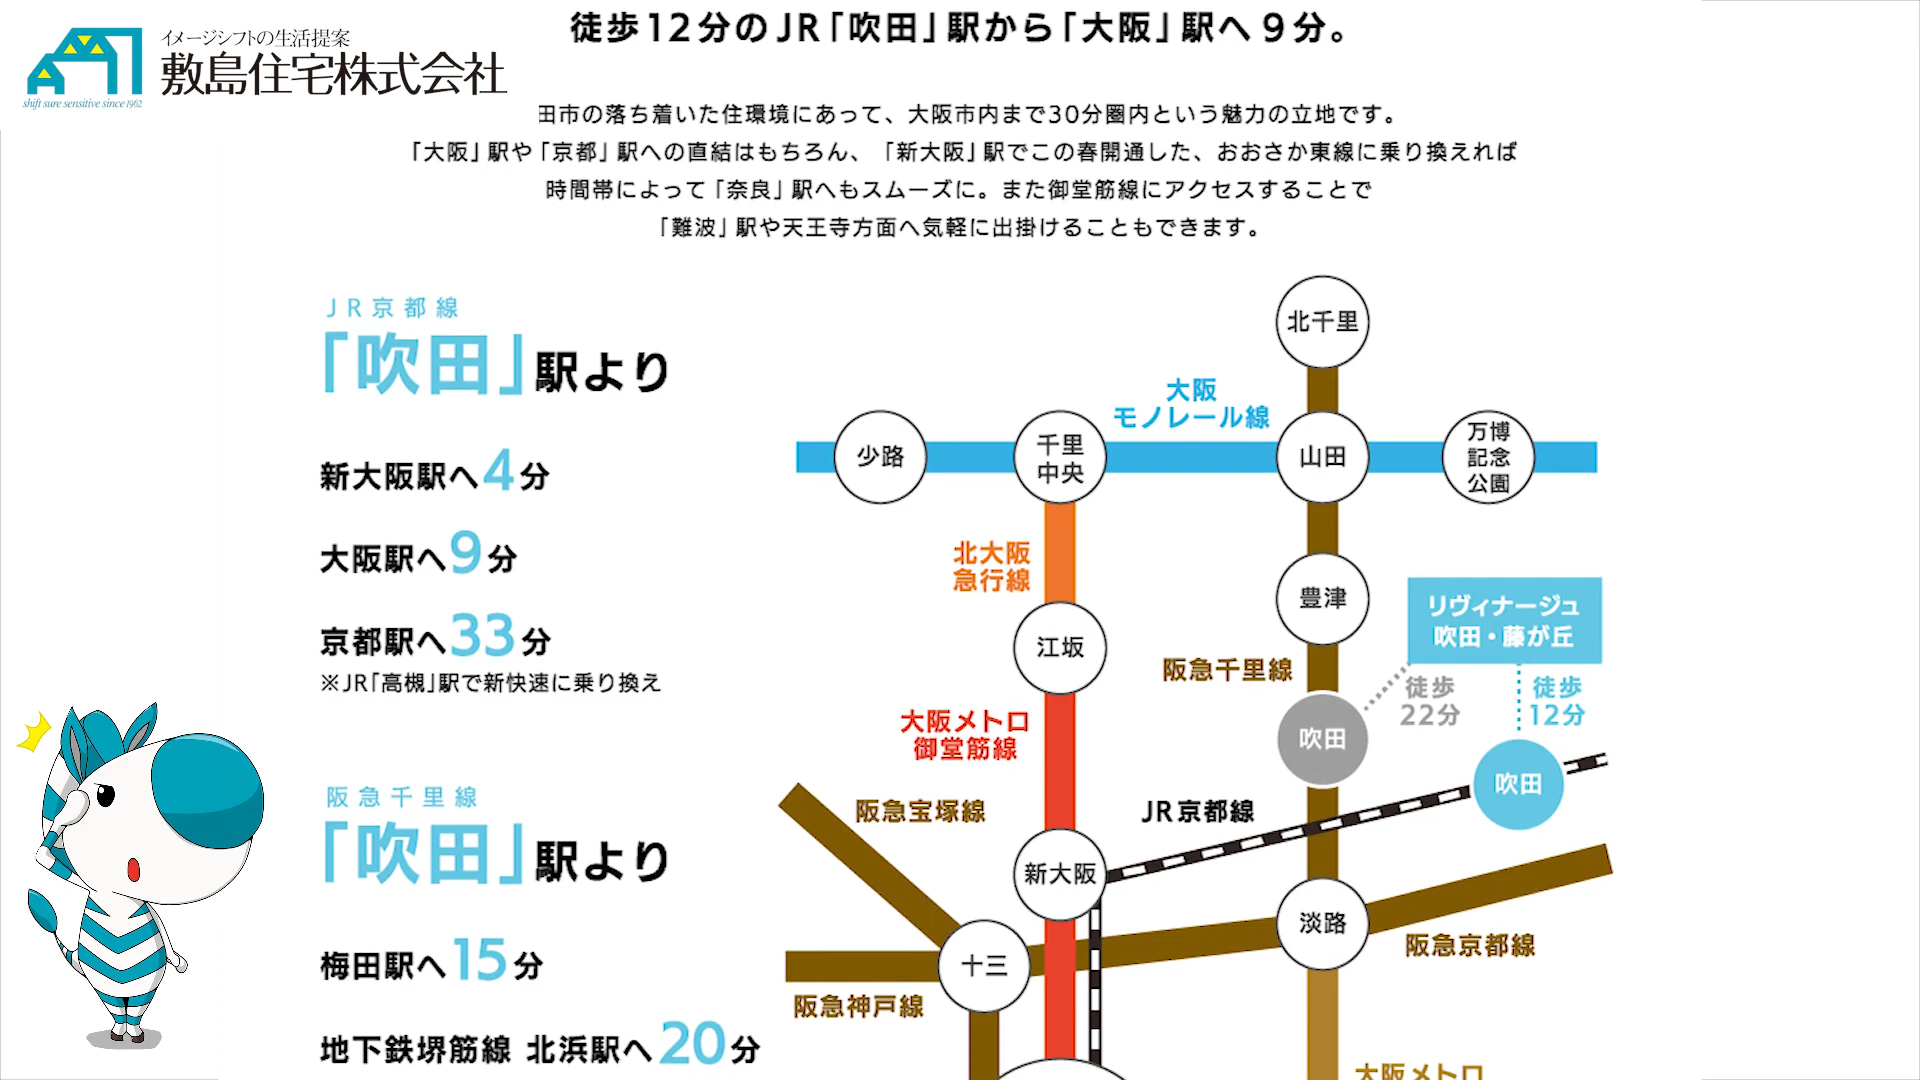 徒歩12分のJR「吹田」駅から「大阪」駅へ9分。
イメージシフトの生活提案
敷島住宅株式会社
shift sure sensitive since 1962
田市の落ち着いた住環境にあって、大阪市内まで30分圏内という魅力の立地です。
「大阪」駅や「京都」駅への直結はもちろん、「新大阪」駅でこの春開通した、おおさか東線に乗り換えれば
時間帯によって「奈良」駅へもスムーズに。また御堂筋線にアクセスすることで
「難波」駅や天王寺方面へ気軽に出掛けることもできます。
JR京都線
「吹田」駅より
新大阪駅へ4分
大阪駅へ9分
京都駅へ33分
※JR「高槻」駅で新快速に乗り換え
阪急千里線
「吹田」駅より
梅田駅へ15分
地下鉄堺筋線 北浜駅へ20分
北千里
大阪
モノレール線
少路
千里
中央
山田
万博
記念
公園
北大阪
急行線
豊津
リヴィナージュ
吹田・藤が丘
江坂
阪急千里線
徒歩
22分
徒歩
12分
大阪メトロ
御堂筋線
吹田
吹田
阪急宝塚線
JR京都線
新大阪
淡路
阪急京都線
十三
阪急神戸線
大阪メトロ